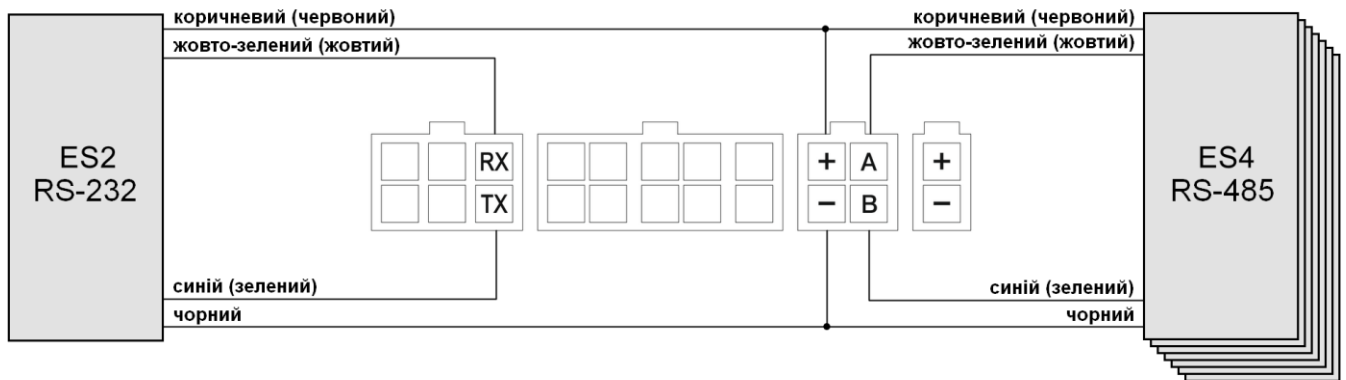 коричневий (червоний)
жовто-зелений (жовтий)
ES2
RS-232
синій (зелений)
чорний
RX
TX
+ A
− B
+
−
коричневий (червоний)
жовто-зелений (жовтий)
ES4
RS-485
синій (зелений)
чорний